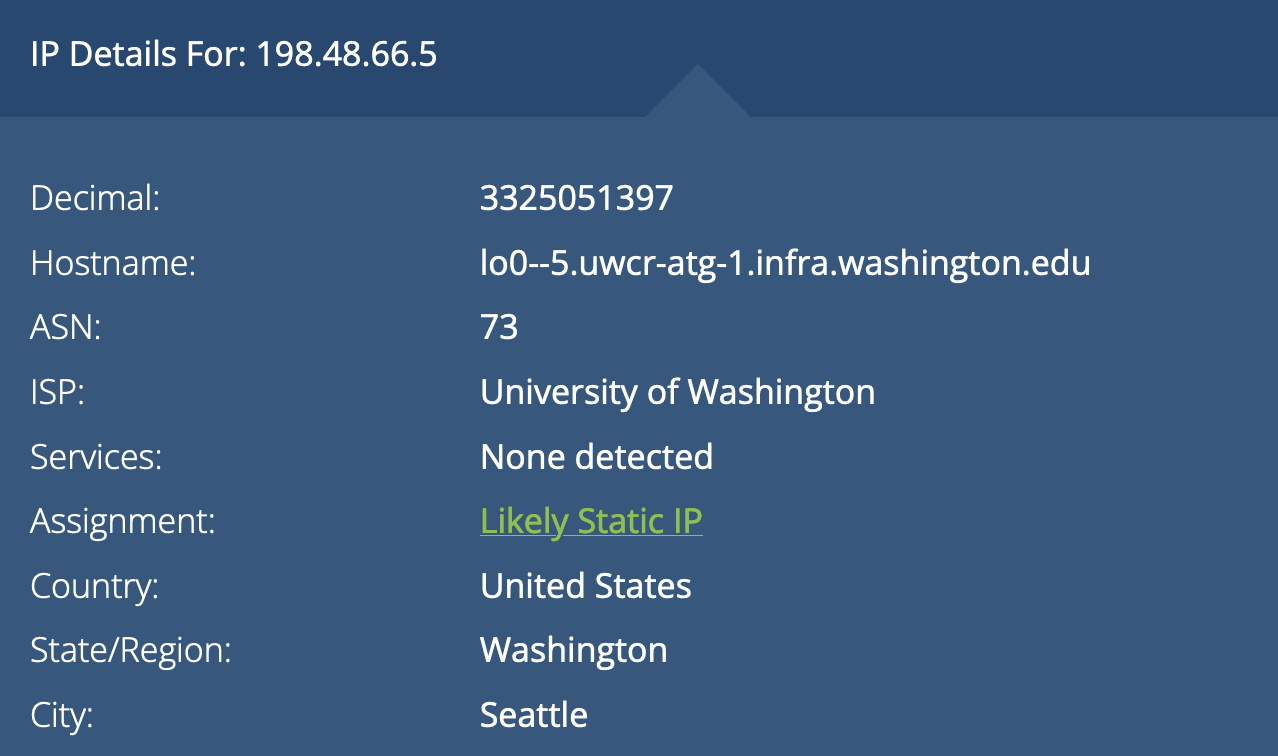 IP Details For: 198.48.66.5
Decimal: 3325051397
Hostname: lo0--5.uwcr-atg-1.infra.washington.edu
ASN: 73
ISP: University of Washington
Services: None detected
Assignment: Likely Static IP
Country: United States
State/Region: Washington
City: Seattle